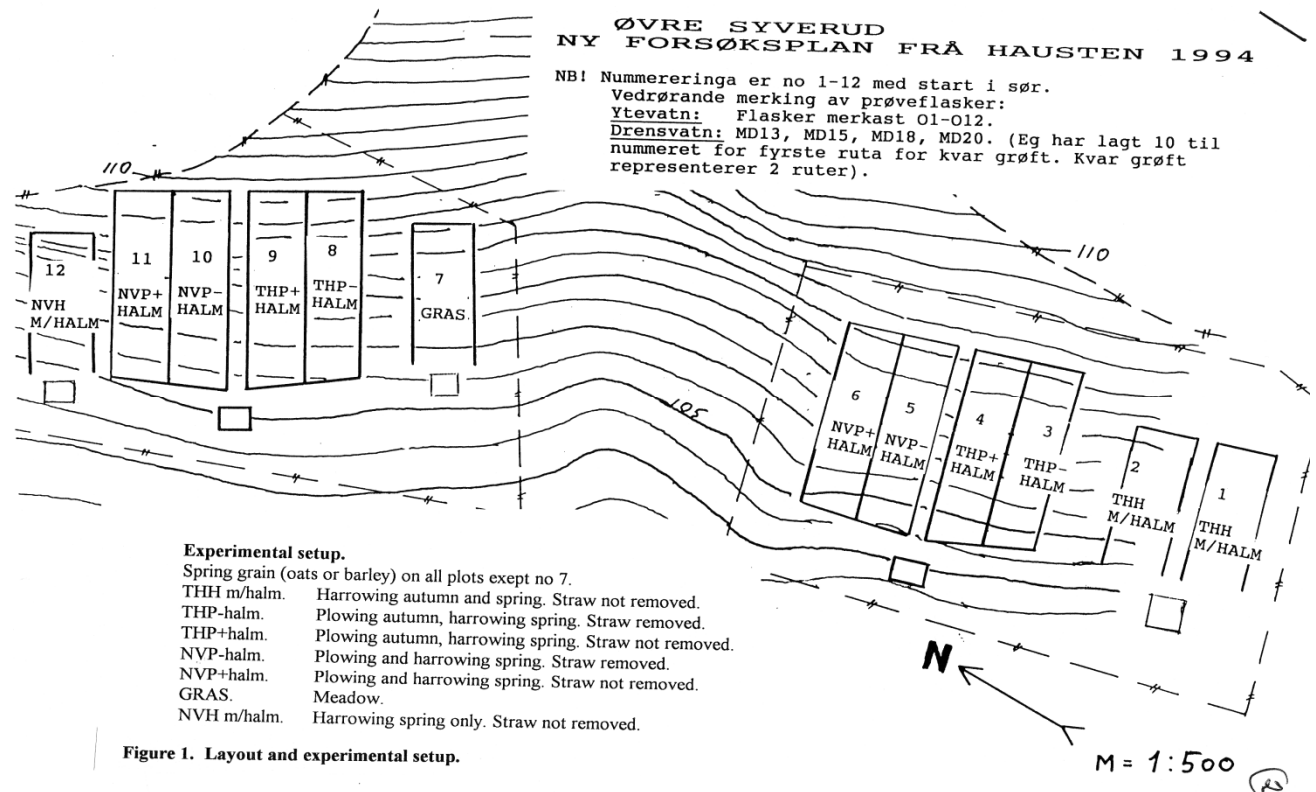 ØVRE SYVERUD
NY FORSØKSPLAN FRÅ HAUSTEN 1994
NB! Nummereringa er no 1-12 med start i sør.
Vedrørande merking av prøveflasker:
Ytevatn: Flasker merkast O1-O12.
Drensvatn: MD13, MD15, MD18, MD20. (Eg har lagt 10 til
nummeret for fyrste ruta for kvar grøft. Kvar grøft
representerer 2 ruter).
110
110
105
12
NVH
M/HALM
11
NVP+
HALM
10
NVP-
HALM
9
THP+
HALM
8
THP-
HALM
7
GRAS
6
NVP+
HALM
5
NVP-
HALM
4
THP+
HALM
3
THP-
HALM
2
THH
M/HALM
1
THH
M/HALM
Experimental setup.
Spring grain (oats or barley) on all plots exept no 7.
THH m/halm. Harrowing autumn and spring. Straw not removed.
THP-halm. Plowing autumn, harrowing spring. Straw removed.
THP+halm. Plowing autumn, harrowing spring. Straw not removed.
NVP-halm. Plowing and harrowing spring. Straw removed.
NVP+halm. Plowing and harrowing spring. Straw not removed.
GRAS. Meadow.
NVH m/halm. Harrowing spring only. Straw not removed.
Figure 1. Layout and experimental setup.
N
M = 1:500